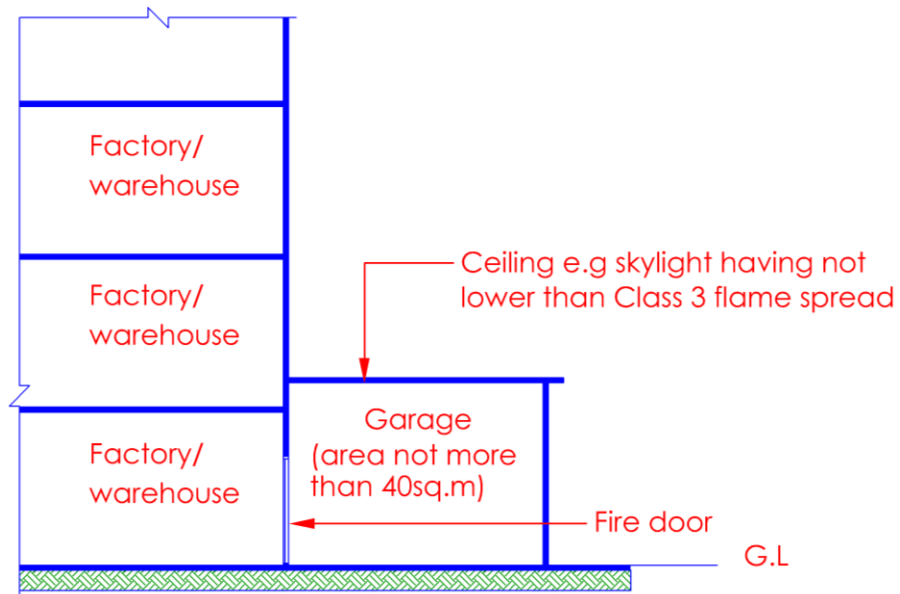 Factory/
warehouse
Factory/
warehouse
Ceiling e.g skylight having not
lower than Class 3 flame spread
Factory/
warehouse
Garage
(area not more
than 40sq.m)
Fire door
G.L